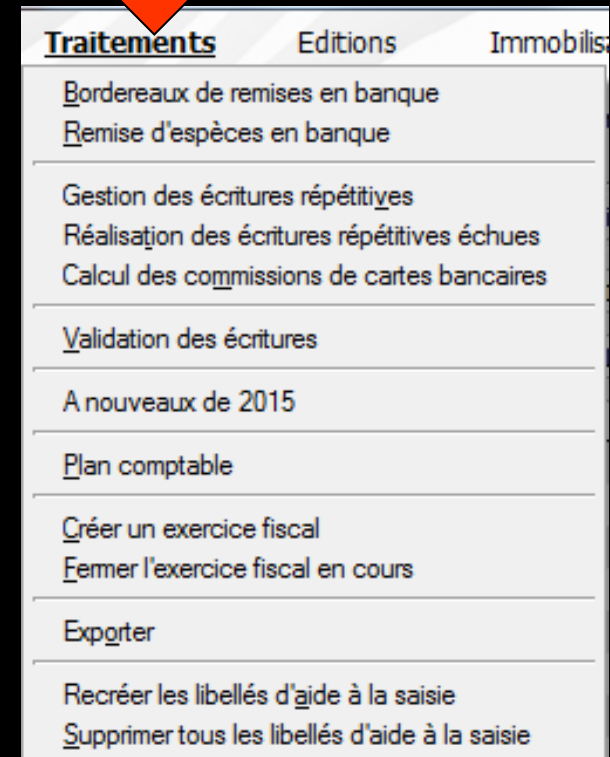 Traitements Editions Immobilis
Bordereaux de remises en banque
Remise d'espèces en banque
Gestion des écritures répétitives
Réalisation des écritures répétitives échues
Calcul des commissions de cartes bancaires
Validation des écritures
A nouveaux de 2015
Plan comptable
Créer un exercice fiscal
Fermer l'exercice fiscal en cours
Exporter
Recréer les libellés d'aide à la saisie
Supprimer tous les libellés d'aide à la saisie